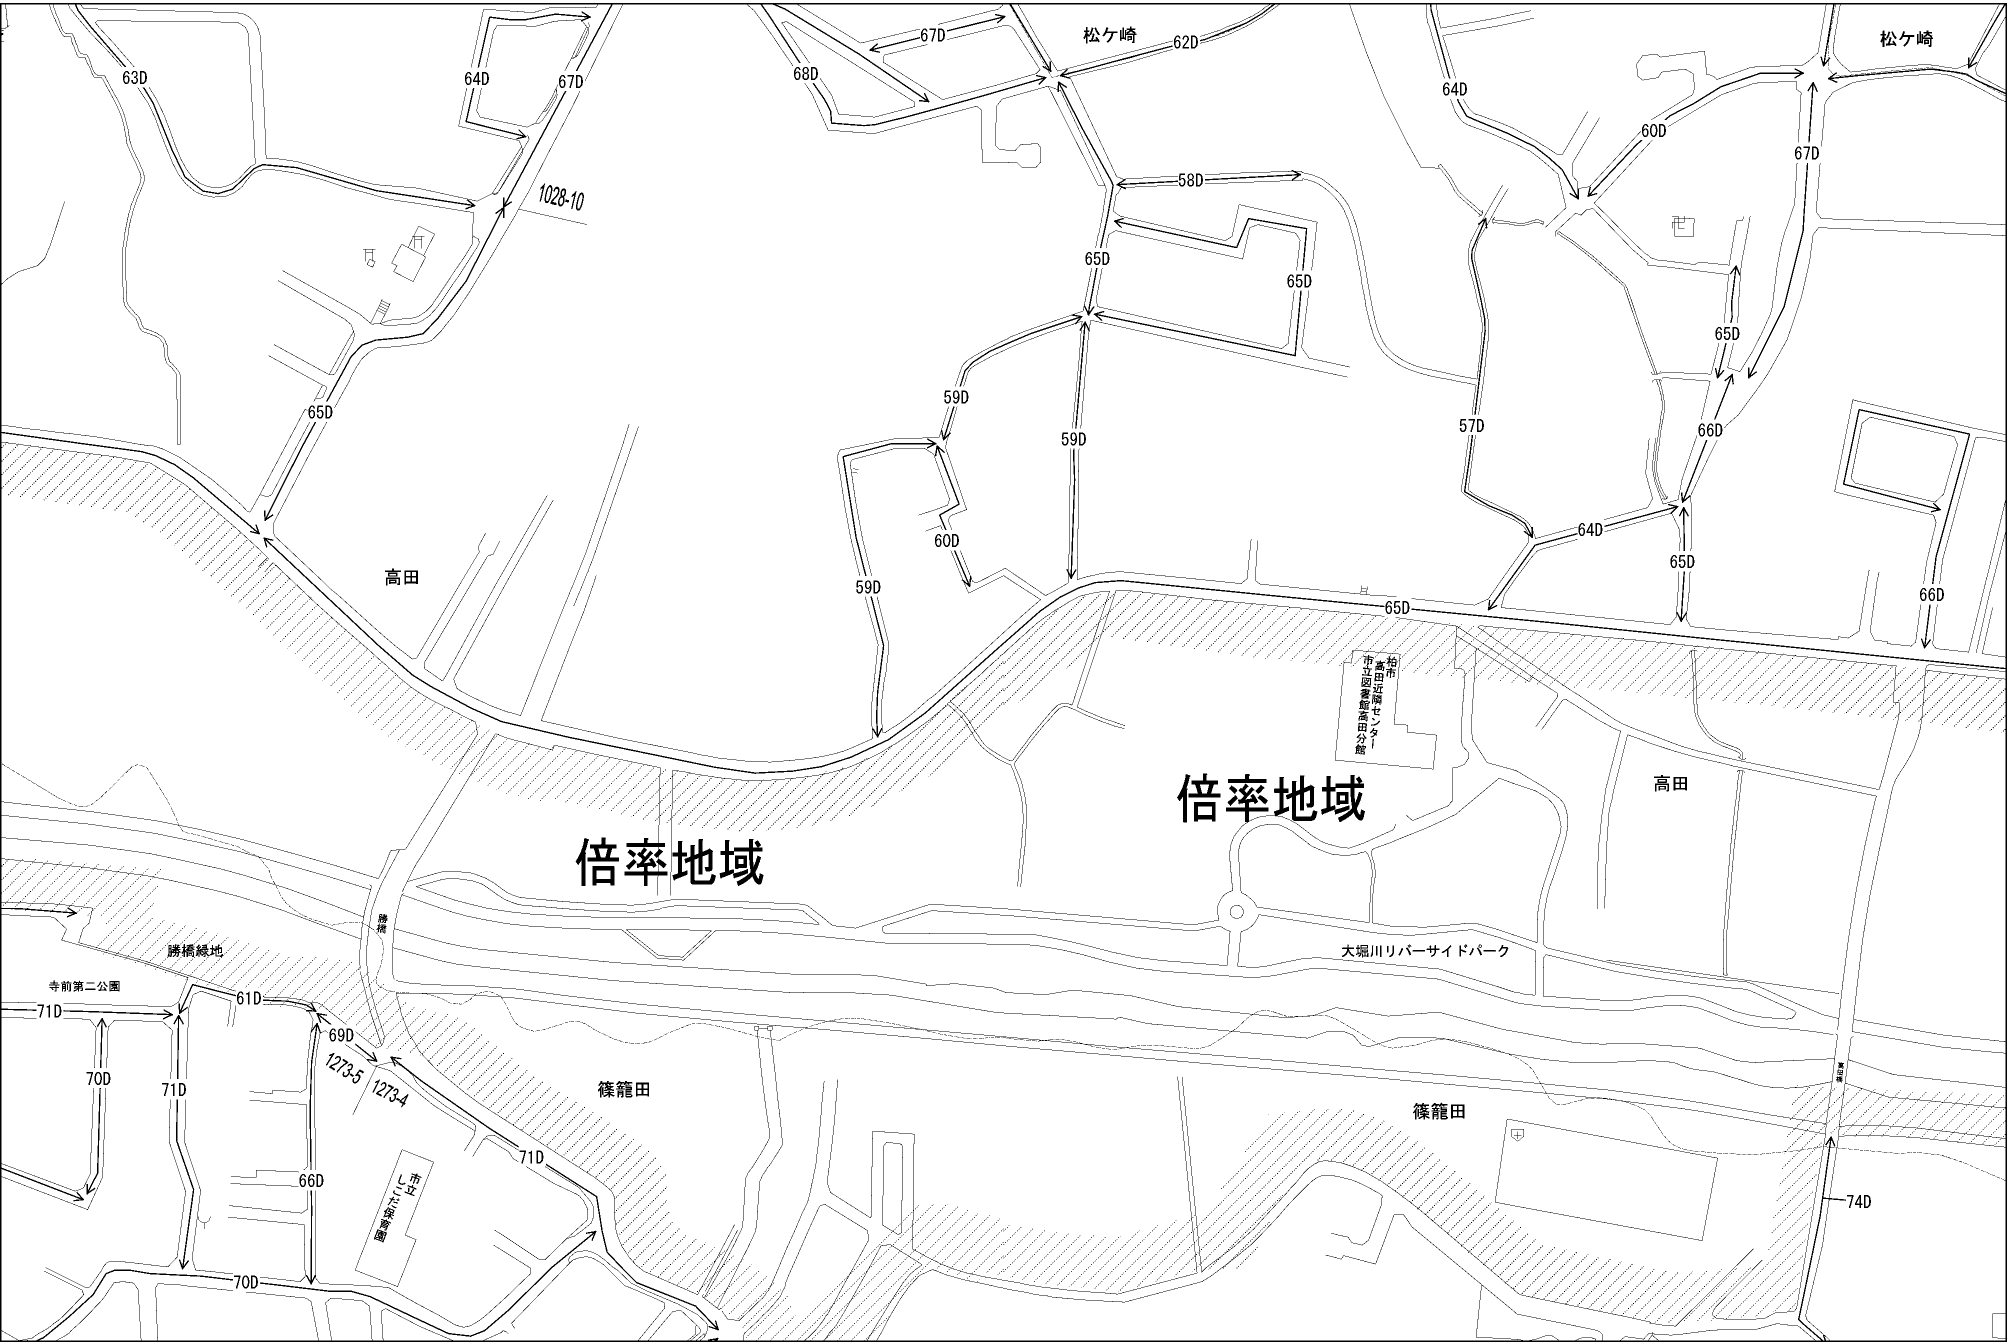 67D
松ケ崎
62D
松ケ崎
63D
64D
67D
68D
64D
60D
67D
58D
1028-10
65D
65D
65D
59D
65D
59D
57D
66D
60D
64D
65D
59D
66D
高田
65D
柏市
高田近隣センター
市立図書館高田分館
高田
倍率地域
倍率地域
勝橋
勝橋緑地
大堀川リバーサイドパーク
寺前第二公園
61D
71D
69D
1273-5
1273-4
70D
71D
篠籠田
高田橋
篠籠田
71D
66D
市立
しこだ保育園
74D
70D